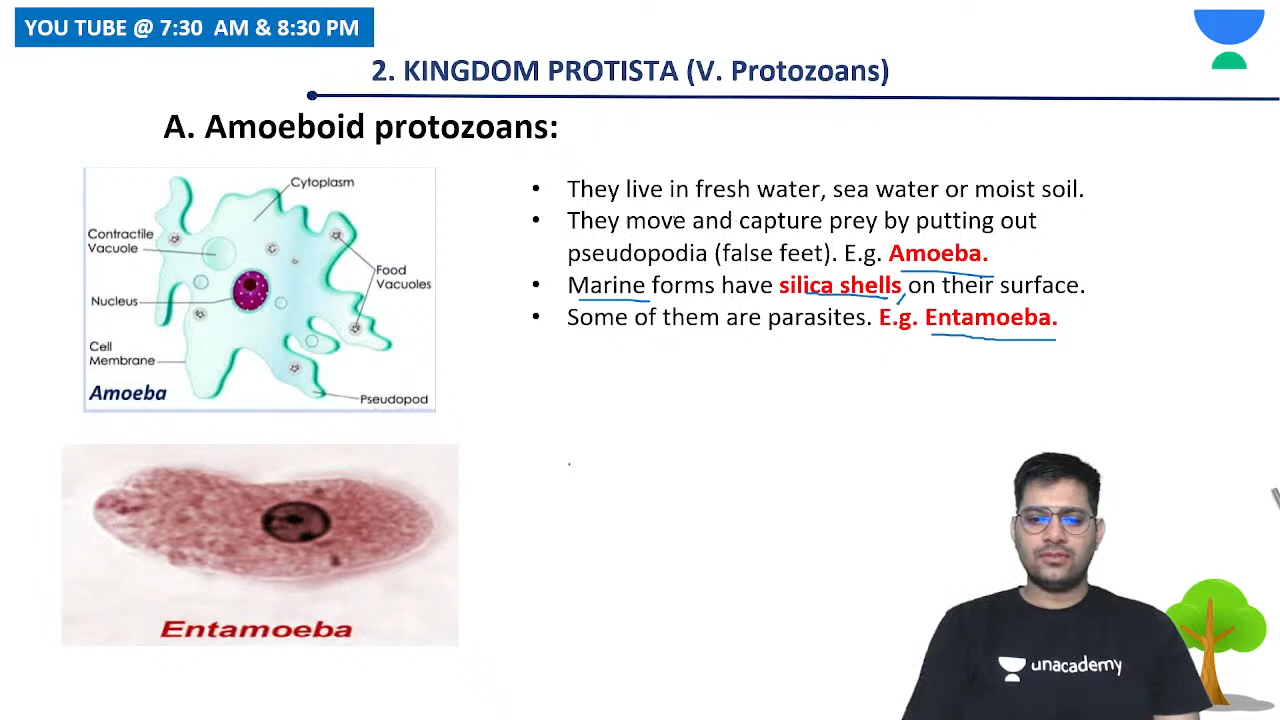 YOU TUBE @ 7:30 AM & 8:30 PM
2. KINGDOM PROTISTA (V. Protozoans)
A. Amoeboid protozoans:
Cytoplasm
Contractile
Vacuole
Food
Vacuoles
Nucleus
Cell
Membrane
Amoeba
Pseudopod
• They live in fresh water, sea water or moist soil.
• They move and capture prey by putting out
pseudopodia (false feet). E.g. Amoeba.
• Marine forms have silica shells on their surface.
• Some of them are parasites. E.g. Entamoeba.
Entamoeba
unacademy